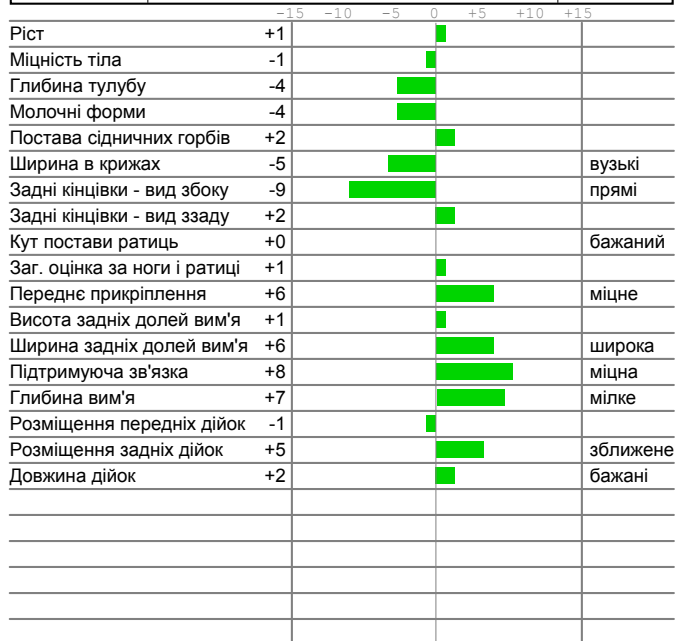 -15 -10 -5 0 +5 +10 +15
Ріст +1
Міцність тіла -1
Глибина тулубу -4
Молочні форми -4
Постава сідничних горбів +2
Ширина в крижах -5 вузькі
Задні кінцівки - вид збоку -9 прямі
Задні кінцівки - вид ззаду +2
Кут постави ратиць +0 бажаний
Заг. оцінка за ноги і ратиці +1
Переднє прикріплення +6 міцне
Висота задніх долей вим'я +1
Ширина задніх долей вим'я +6 широка
Підтримуюча зв'язка +8 міцна
Глибина вим'я +7 мілке
Розміщення передніх дійок -1
Розміщення задніх дійок +5 зближене
Довжина дійок +2 бажані